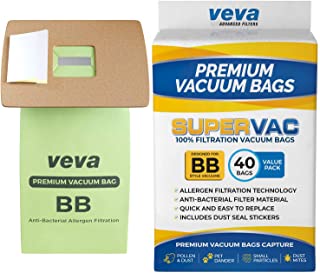 veva
PREMIUM VACUUM BAG
BB
Anti-Bacterial Allergen Filtration
veva
ADVANCED FILTERS
PREMIUM
VACUUM BAGS
SUPERVAC
100% FILTRATION VACUUM BAGS
DESIGNED FOR
BB
STYLE VACUUMS
40
BAGS
VALUE
PACK
ALLERGEN FILTRATION TECHNOLOGY
ANTI-BACTERIAL FILTER MATERIAL
QUICK AND EASY TO REPLACE
INCLUDES DUST SEAL STICKERS
PREMIUM VACUUM BAGS CAPTURE
POLLEN
& DUST
PET
DANDER
SMALL
PARTICLES
DUST
MITES